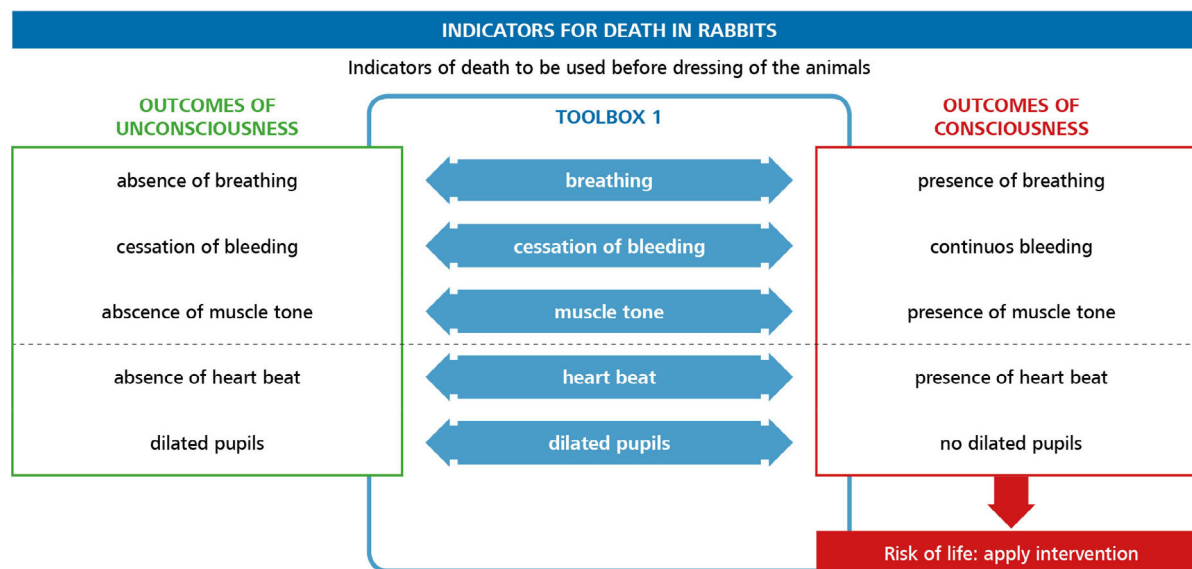 INDICATORS FOR DEATH IN RABBITS
Indicators of death to be used before dressing of the animals
OUTCOMES OF
UNCONSCIOUSNESS
TOOLBOX 1
OUTCOMES OF
CONSCIOUSNESS
absence of breathing
breathing
presence of breathing
cessation of bleeding
cessation of bleeding
continuos bleeding
abscence of muscle tone
muscle tone
presence of muscle tone
absence of heart beat
heart beat
presence of heart beat
dilated pupils
dilated pupils
no dilated pupils
Risk of life: apply intervention